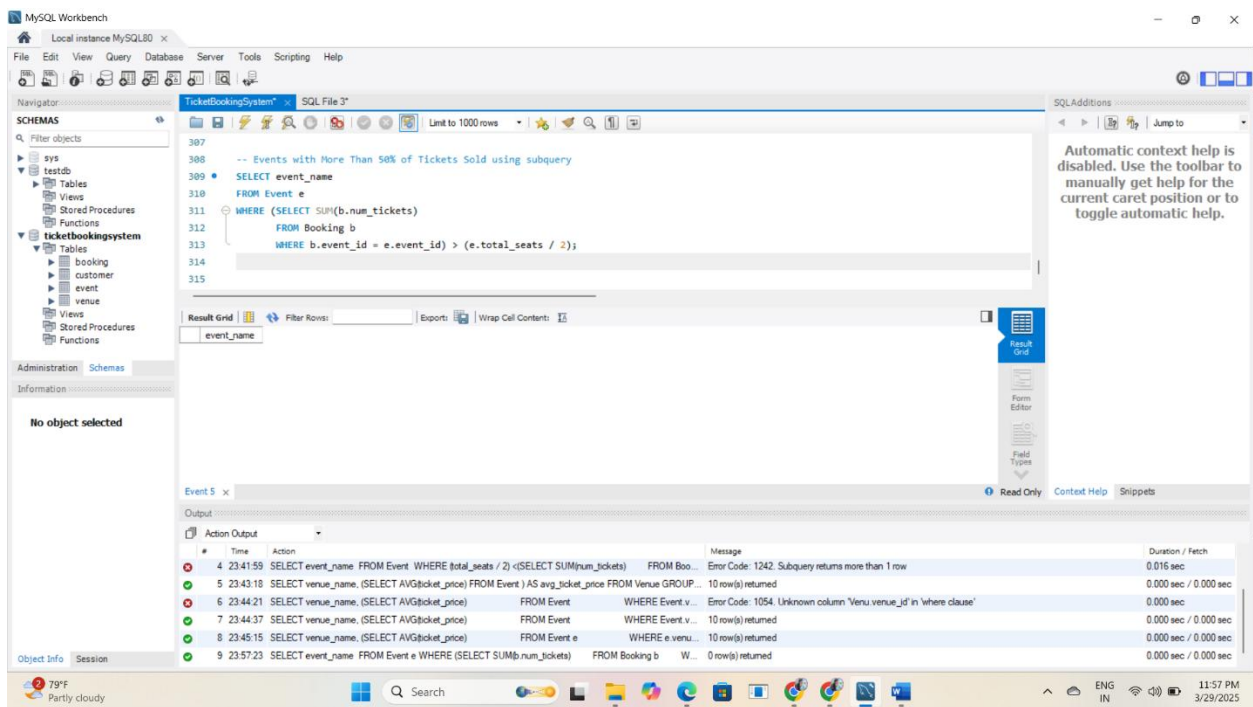 MySQL Workbench
Local instance MySQL80
File Edit View Query Database Server Tools Scripting Help
Navigator
SCHEMAS
Filter objects
sys
testdb
Tables
Views
Stored Procedures
Functions
ticketbookingsystem
Tables
booking
customer
event
venue
Views
Stored Procedures
Functions
Administration Schemas
Information
No object selected
Object Info Session
TicketBookingSystem* SQL File 3*
Limit to 1000 rows
307
308 -- Events with More Than 50% of Tickets Sold using subquery
309 SELECT event_name
310 FROM Event e
311 WHERE (SELECT SUM(b.num_tickets)
312 FROM Booking b
313 WHERE b.event_id = e.event_id) > (e.total_seats / 2);
314
315
Result Grid Filter Rows: Export: Wrap Cell Content:
event_name
Result Grid
Form Editor
Field Types
Event 5 Read Only
SQLAdditions
Jump to
Automatic context help is
disabled. Use the toolbar to
manually get help for the
current caret position or to
toggle automatic help.
Context Help Snippets
Output
Action Output
# Time Action Message Duration / Fetch
4 23:41:59 SELECT event_name FROM Event WHERE (total_seats / 2) <(SELECT SUM(num_tickets) FROM Boo... Error Code: 1242. Subquery returns more than 1 row 0.016 sec
5 23:43:18 SELECT venue_name, (SELECT AVG(ticket_price) FROM Event ) AS avg_ticket_price FROM Venue GROUP... 10 row(s) returned 0.000 sec / 0.000 sec
6 23:44:21 SELECT venue_name, (SELECT AVG(ticket_price) FROM Event WHERE Event.v... Error Code: 1054. Unknown column 'Venu.venue_id' in 'where clause' 0.000 sec
7 23:44:37 SELECT venue_name, (SELECT AVG(ticket_price) FROM Event WHERE Event.v... 10 row(s) returned 0.000 sec / 0.000 sec
8 23:45:15 SELECT venue_name, (SELECT AVG(ticket_price) FROM Event e WHERE e.venu... 10 row(s) returned 0.000 sec / 0.000 sec
9 23:57:23 SELECT event_name FROM Event e WHERE (SELECT SUM(b.num_tickets) FROM Booking b W... 0 row(s) returned 0.000 sec / 0.000 sec
2 79°F
Partly cloudy
Search
ENG
IN
11:57 PM
3/29/2025